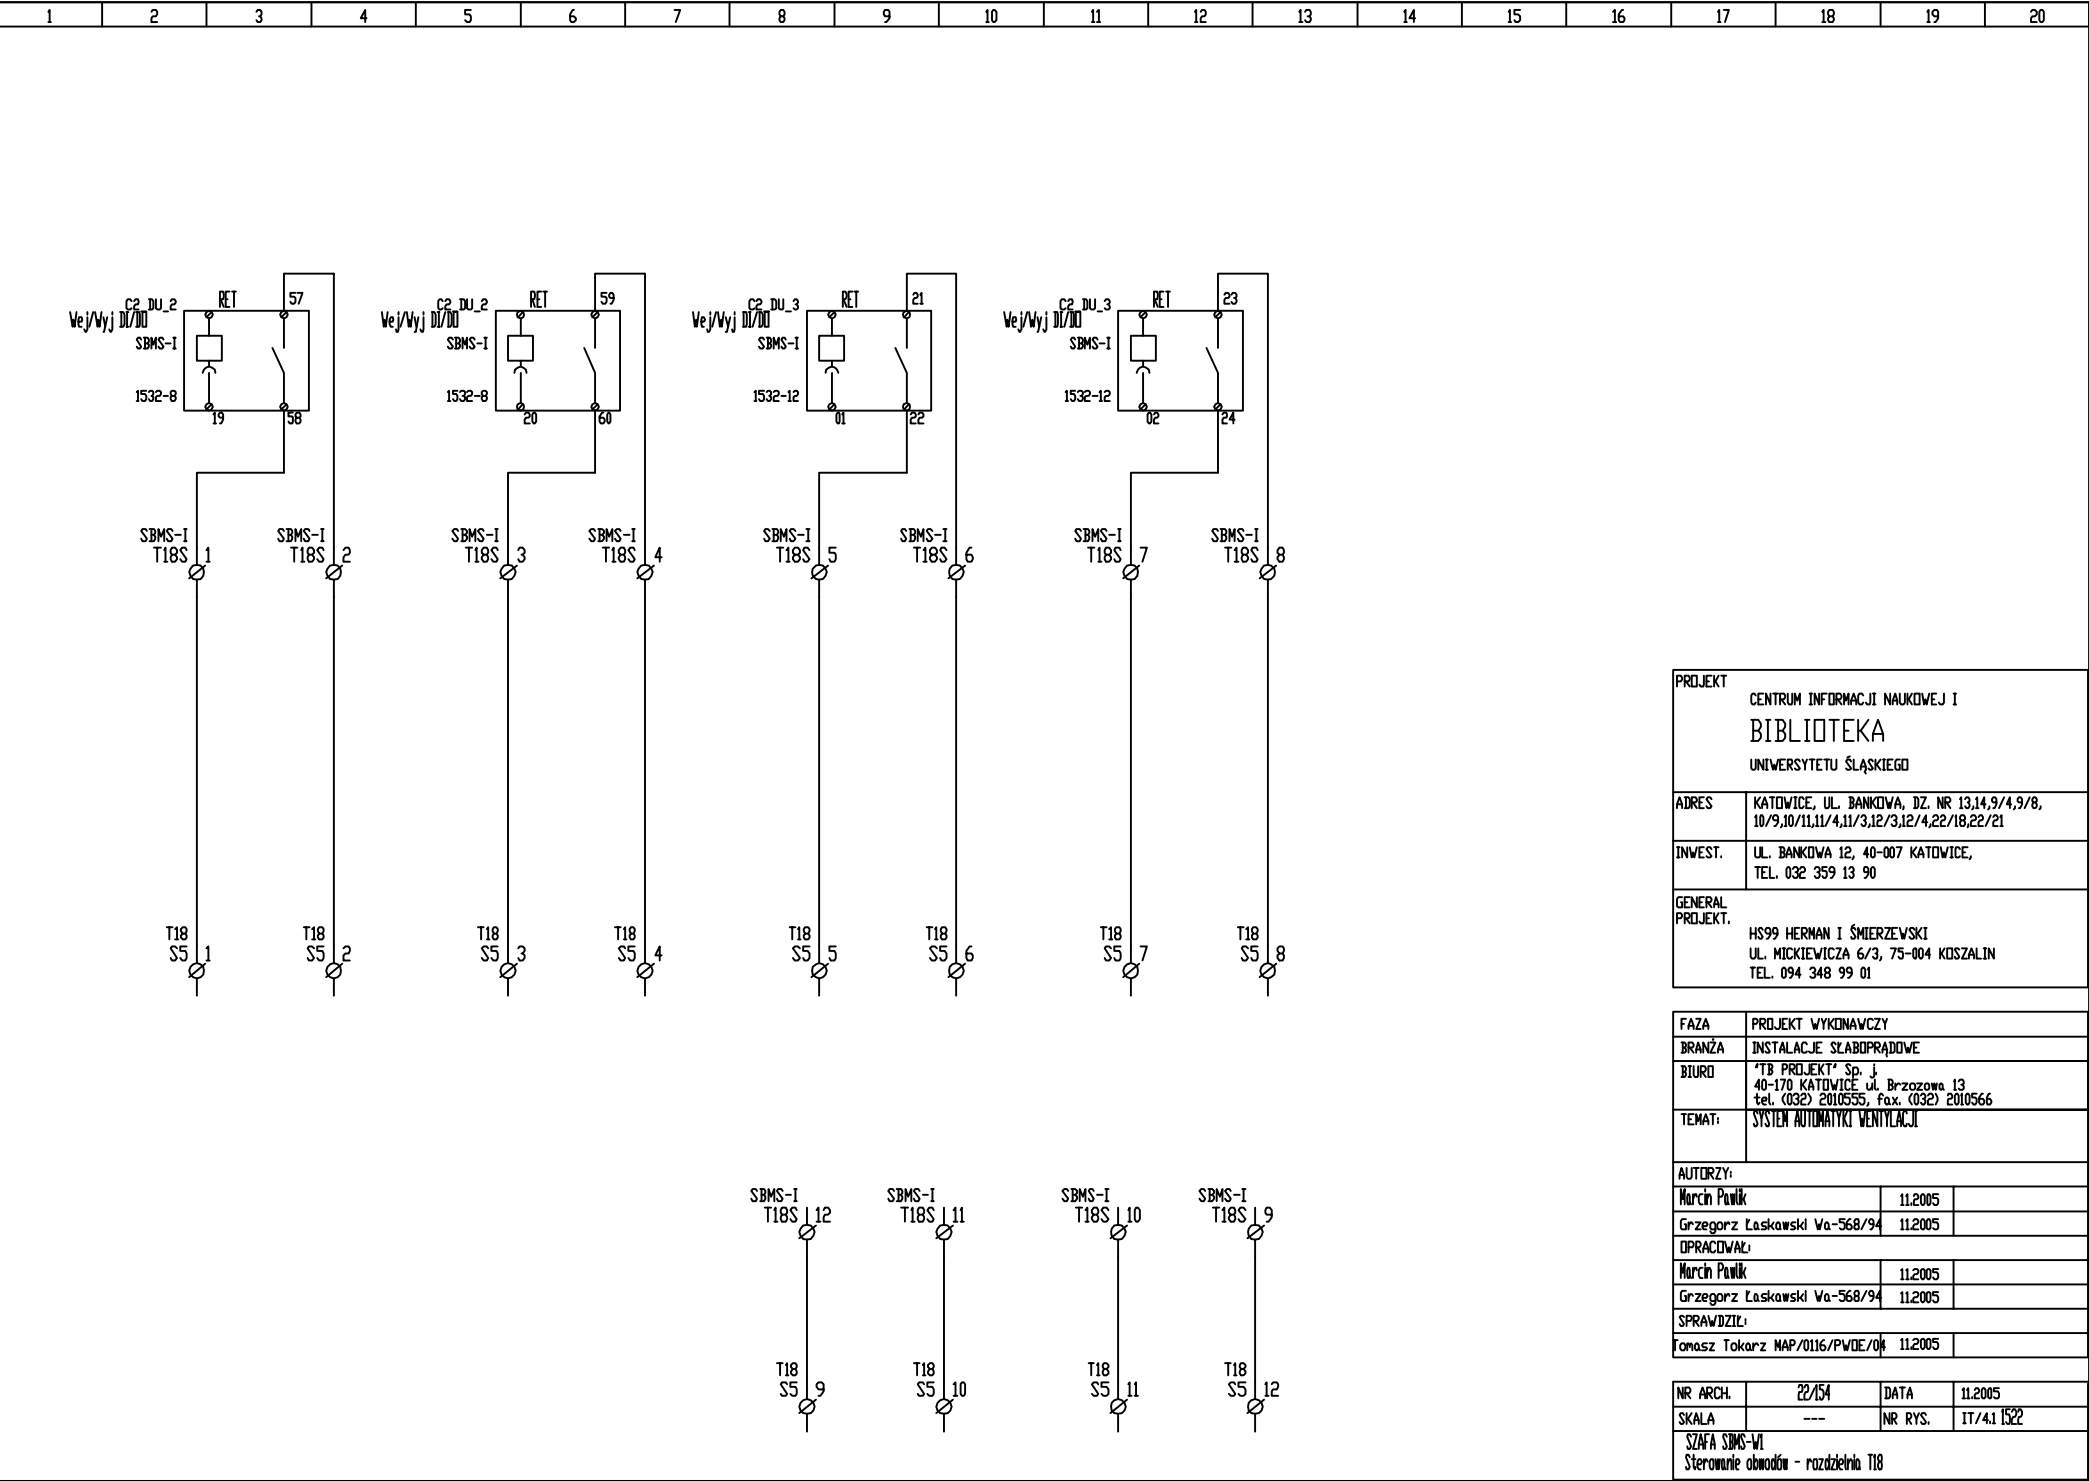 1 2 3 4 5 6 7 8 9 10 11 12 13 14 15 16 17 18 19 20
C2_DU_2 RET 57
Wej/Wyj DI/DO
SBMS-I
1532-8
19 58
C2_DU_2 RET 59
Wej/Wyj DI/DO
SBMS-I
1532-8
20 60
C2_DU_3 RET 21
Wej/Wyj DI/DO
SBMS-I
1532-12
01 22
C2_DU_3 RET 23
Wej/Wyj DI/DO
SBMS-I
1532-12
02 24
SBMS-I SBMS-I SBMS-I SBMS-I SBMS-I SBMS-I SBMS-I SBMS-I
T18S 1 T18S 2 T18S 3 T18S 4 T18S 5 T18S 6 T18S 7 T18S 8
T18 T18 T18 T18 T18 T18 T18 T18
S5 1 S5 2 S5 3 S5 4 S5 5 S5 6 S5 7 S5 8
SBMS-I SBMS-I SBMS-I SBMS-I
T18S 12 T18S 11 T18S 10 T18S 9
T18 T18 T18 T18
S5 9 S5 10 S5 11 S5 12
PROJEKT
CENTRUM INFORMACJI NAUKOWEJ I
BIBLIOTEKA
UNIWERSYTETU ŚLĄSKIEGO
ADRES KATOWICE, UL. BANKOWA, DZ. NR 13,14,9/4,9/8,
10/9,10/11,11/4,11/3,12/3,12/4,22/18,22/21
INWEST. UL. BANKOWA 12, 40-007 KATOWICE,
TEL. 032 359 13 90
GENERAL
PROJEKT.
HS99 HERMAN I ŚMIERZEWSKI
UL. MICKIEWICZA 6/3, 75-004 KOSZALIN
TEL. 094 348 99 01
FAZA PROJEKT WYKONAWCZY
BRANŻA INSTALACJE SŁABOPRĄDOWE
BIURO "TB PROJEKT" Sp. j.
40-170 KATOWICE ul. Brzozowa 13
tel. (032) 2010555, fax. (032) 2010566
TEMAT: SYSTEM AUTOMATYKI WENTYLACJI
AUTORZY:
Marcin Pawlik 11.2005
Grzegorz Łaskawski Wa-568/94 11.2005
OPRACOWAŁ:
Marcin Pawlik 11.2005
Grzegorz Łaskawski Wa-568/94 11.2005
SPRAWDZIŁ:
Tomasz Tokarz MAP/0116/PWOE/04 11.2005
NR ARCH. 22/154 DATA 11.2005
SKALA --- NR RYS. IT/4.1 1522
SZAFA SBMS-W1
Sterowanie obwodów - rozdzielnia T18